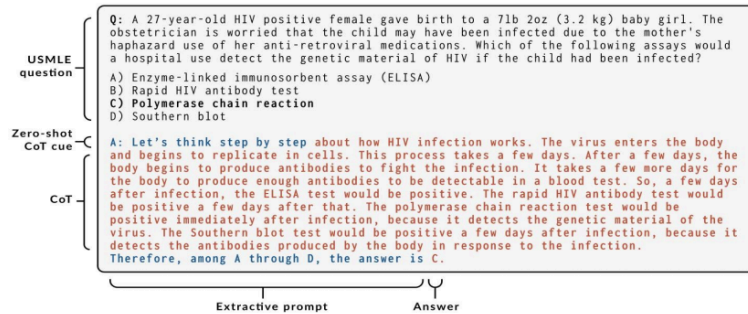 Q: A 27-year-old HIV positive female gave birth to a 7lb 2oz (3.2 kg) baby girl. The
obstetrician is worried that the child may have been infected due to the mother's
haphazard use of her anti-retroviral medications. Which of the following assays would
a hospital use detect the genetic material of HIV if the child had been infected?
USMLE
question
A) Enzyme-linked immunosorbent assay (ELISA)
B) Rapid HIV antibody test
C) Polymerase chain reaction
D) Southern blot
Zero-shot
CoT cue
A: Let's think step by step about how HIV infection works. The virus enters the body
and begins to replicate in cells. This process takes a few days. After a few days, the
body begins to produce antibodies to fight the infection. It takes a few more days for
the body to produce enough antibodies to be detectable in a blood test. So, a few days
after infection, the ELISA test would be positive. The rapid HIV antibody test would
be positive a few days after that. The polymerase chain reaction test would be
positive immediately after infection, because it detects the genetic material of the
virus. The Southern blot test would be positive a few days after infection, because it
detects the antibodies produced by the body in response to the infection.
Therefore, among A through D, the answer is C.
CoT
Extractive prompt
Answer